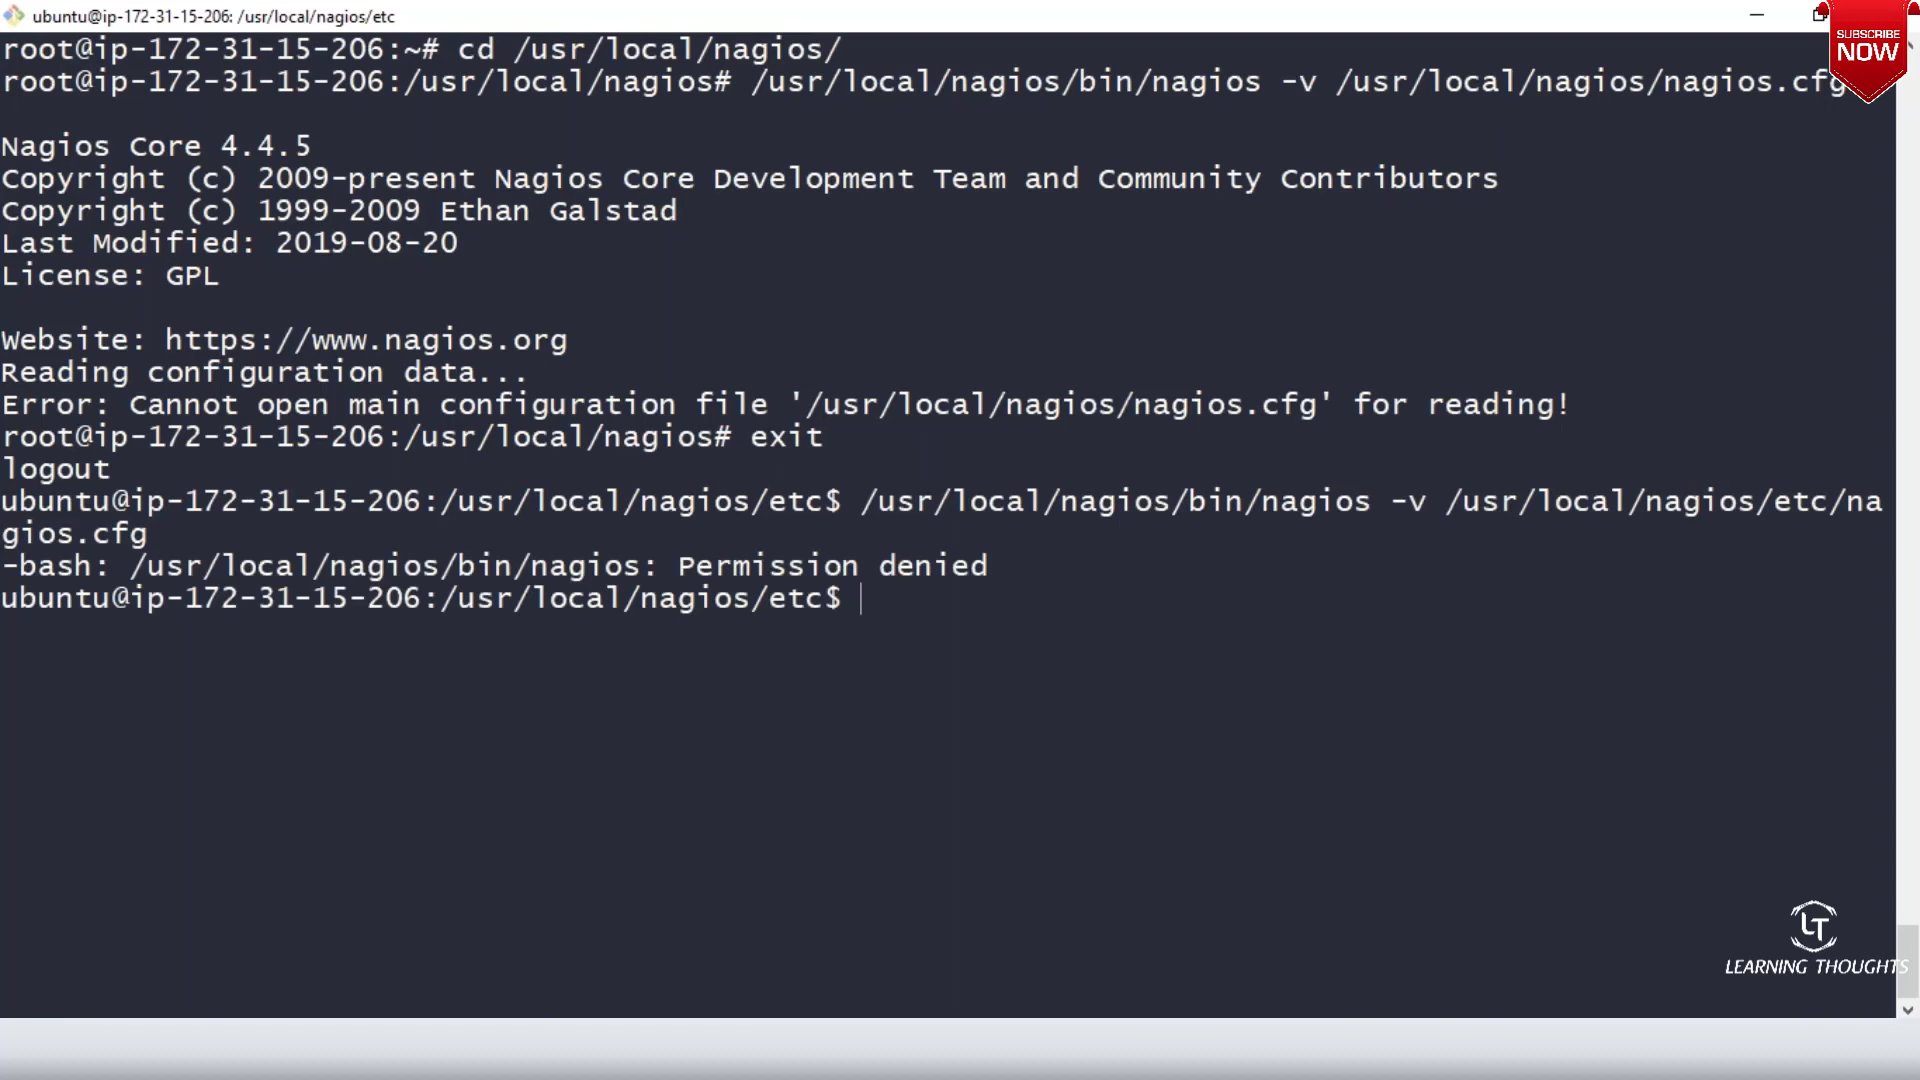 ubuntu@ip-172-31-15-206: /usr/local/nagios/etc
SUBSCRIBE
NOW
root@ip-172-31-15-206:~# cd /usr/local/nagios/
root@ip-172-31-15-206:/usr/local/nagios# /usr/local/nagios/bin/nagios -v /usr/local/nagios/nagios.cfg
Nagios Core 4.4.5
Copyright (c) 2009-present Nagios Core Development Team and Community Contributors
Copyright (c) 1999-2009 Ethan Galstad
Last Modified: 2019-08-20
License: GPL
Website: https://www.nagios.org
Reading configuration data...
Error: Cannot open main configuration file '/usr/local/nagios/nagios.cfg' for reading!
root@ip-172-31-15-206:/usr/local/nagios# exit
logout
ubuntu@ip-172-31-15-206:/usr/local/nagios/etc$ /usr/local/nagios/bin/nagios -v /usr/local/nagios/etc/na
gios.cfg
-bash: /usr/local/nagios/bin/nagios: Permission denied
ubuntu@ip-172-31-15-206:/usr/local/nagios/etc$
LT
LEARNING THOUGHTS